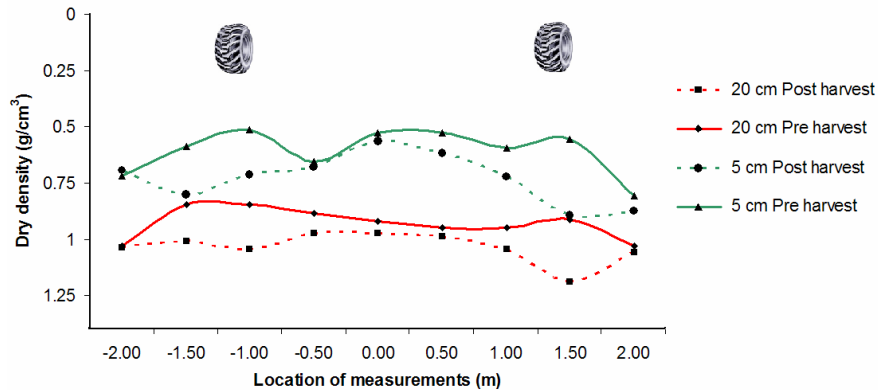 0
0.25
0.5
0.75
1
1.25
Dry density (g/cm³)
-2.00 -1.50 -1.00 -0.50 0.00 0.50 1.00 1.50 2.00
Location of measurements (m)
20 cm Post harvest
20 cm Pre harvest
5 cm Post harvest
5 cm Pre harvest